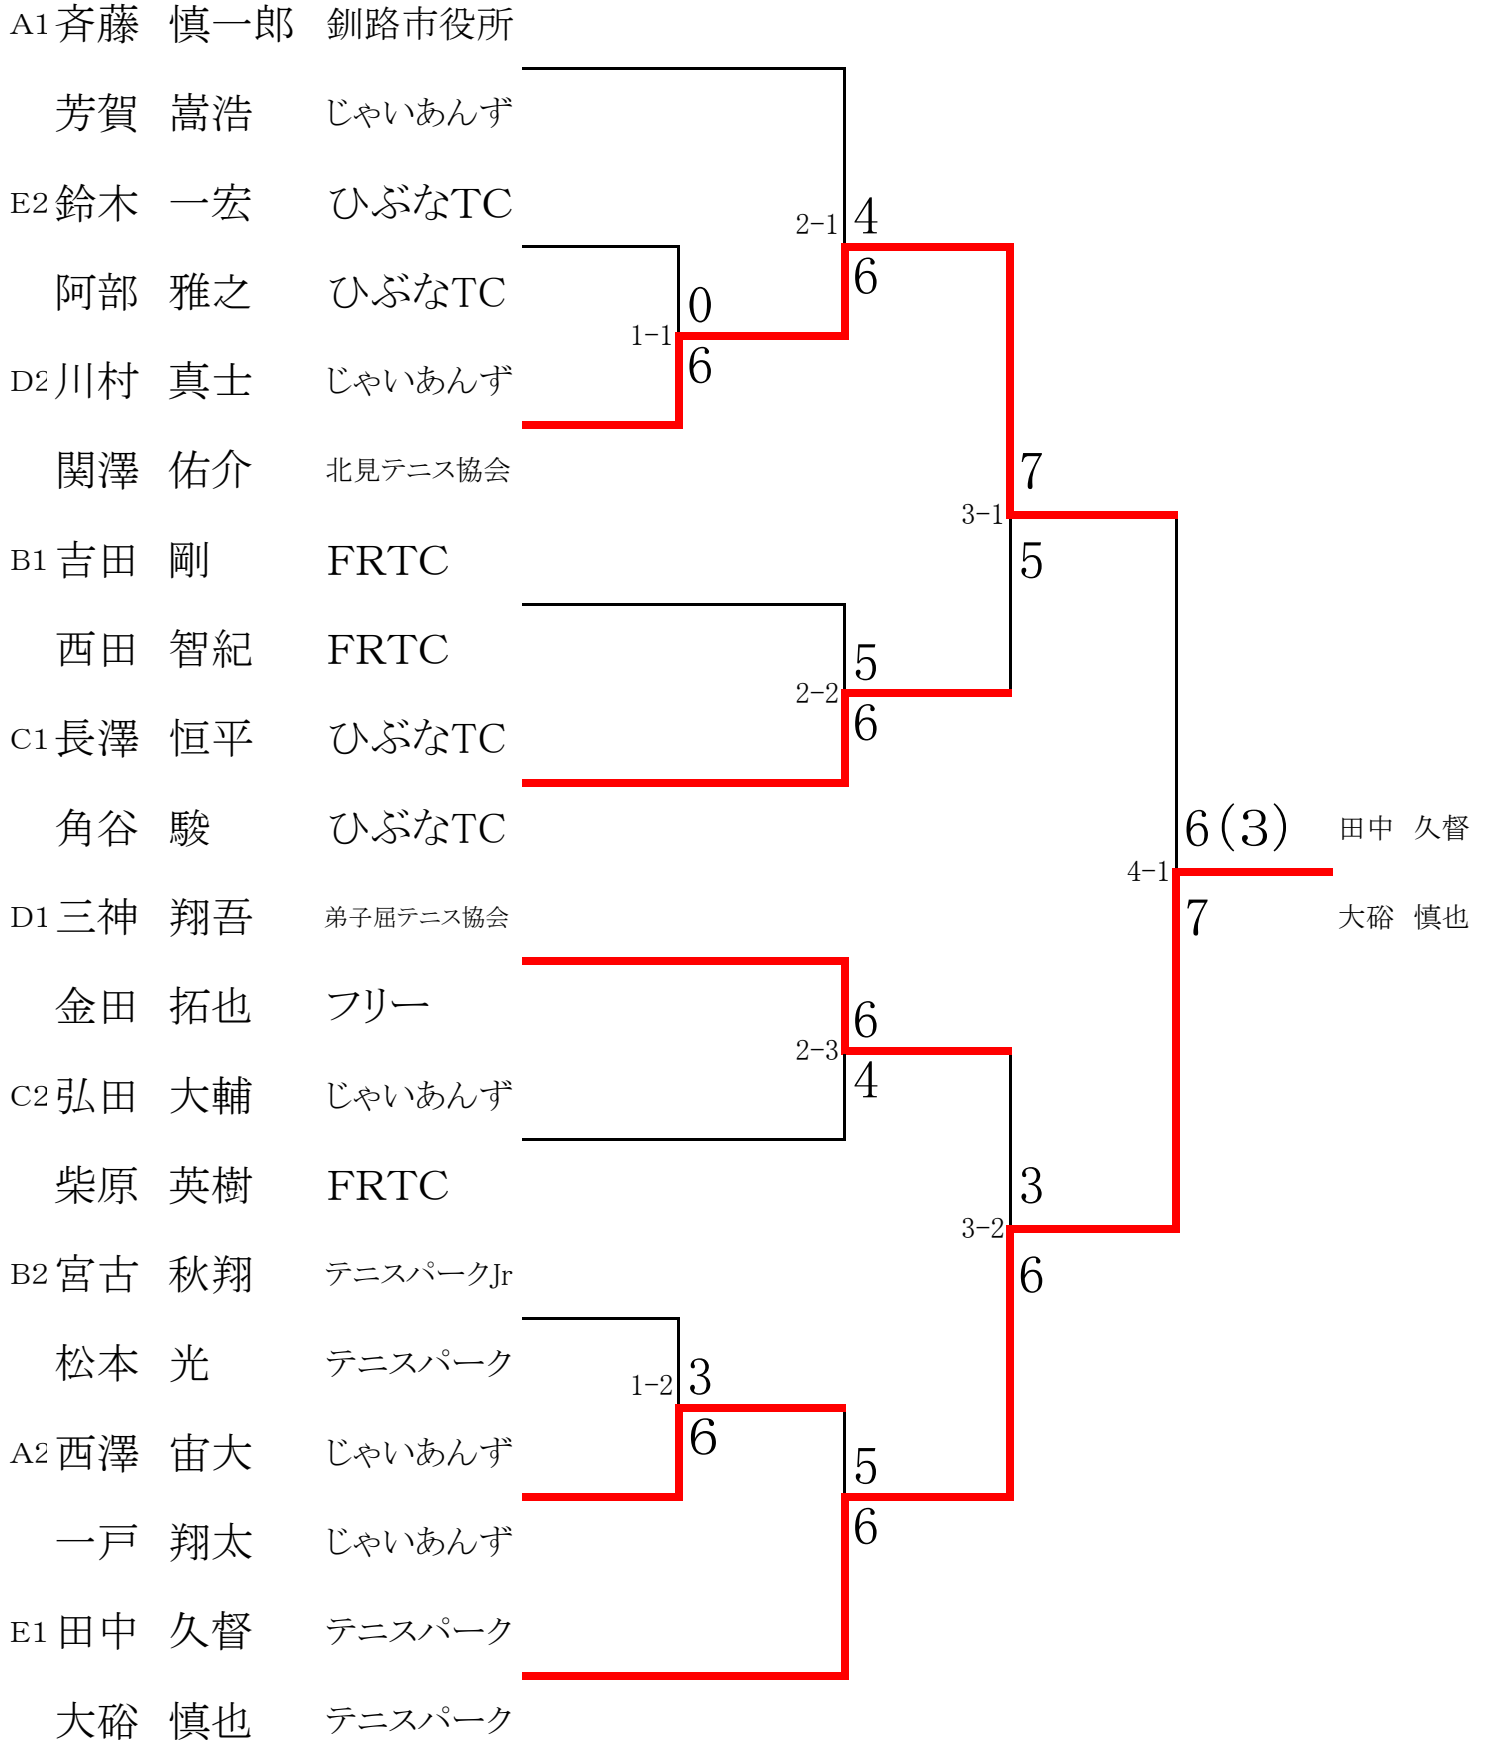 A1 斉藤 慎一郎 釧路市役所
芳賀 嵩浩 じゃいあんず
E2 鈴木 一宏 ひぶなTC
2-1 4
6
阿部 雅之 ひぶなTC
0
1-1
6
D2 川村 真士 じゃいあんず
関澤 佑介 北見テニス協会
7
3-1
5
B1 吉田 剛 FRTC
西田 智紀 FRTC
5
2-2
6
C1 長澤 恒平 ひぶなTC
角谷 駿 ひぶなTC
6(3) 田中 久督
4-1
7 大硲 慎也
D1 三神 翔吾 弟子屈テニス協会
金田 拓也 フリー
6
2-3
4
C2 弘田 大輔 じゃいあんず
柴原 英樹 FRTC
3
3-2
6
B2 宮古 秋翔 テニスパークJr
松本 光 テニスパーク
3
1-2
6
A2 西澤 宙大 じゃいあんず
5
6
一戸 翔太 じゃいあんず
E1 田中 久督 テニスパーク
大硲 慎也 テニスパーク